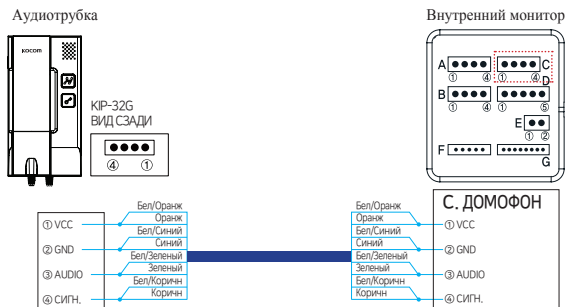 Аудиотрубка
Внутренний монитор
KOCOM
KIP-32G
ВИД СЗАДИ
④ ①
A C
① ④ ① ④ D
B
① ④ ① ⑤
E
① ②
F G
① VCC
② GND
③ AUDIO
④ СИГН.
Бел/Оранж
Оранж
Бел/Синий
Синий
Бел/Зеленый
Зеленый
Бел/Коричн
Коричн
Бел/Оранж
Оранж
Бел/Синий
Синий
Бел/Зеленый
Зеленый
Бел/Коричн
Коричн
С. ДОМОФОН
① VCC
② GND
③ AUDIO
④ СИГН.